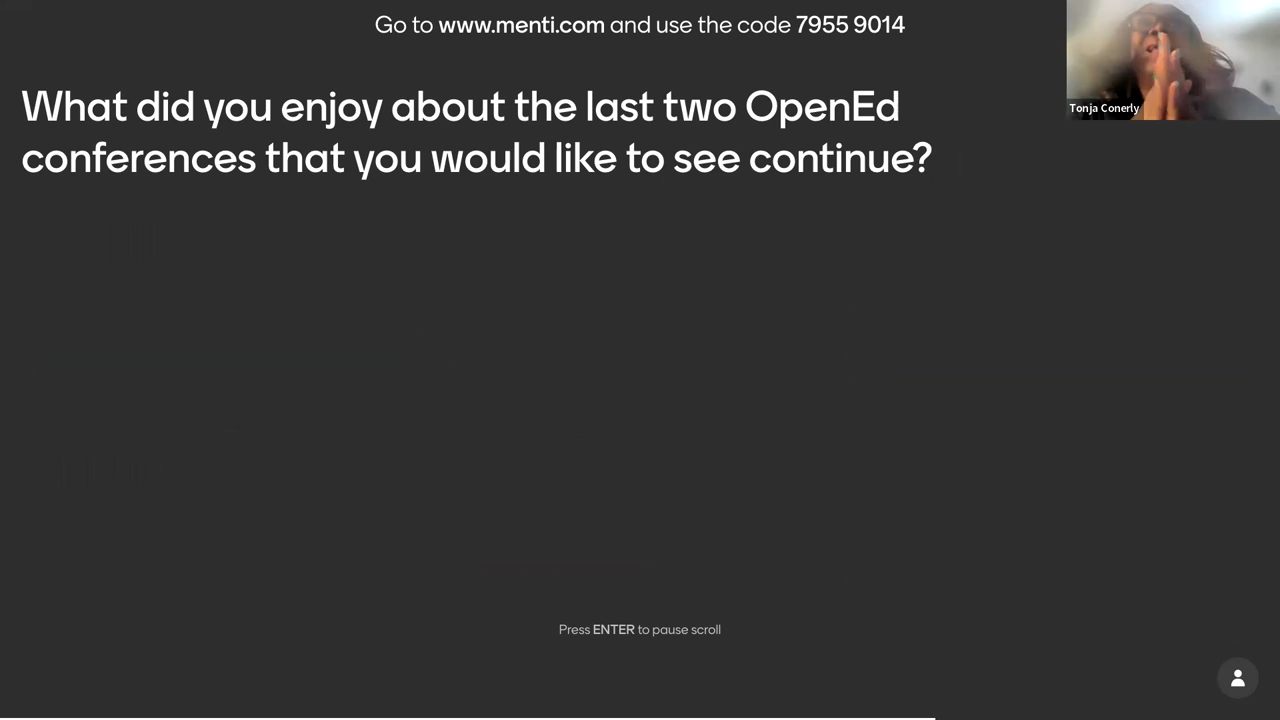 Go to www.menti.com and use the code 7955 9014
Tonja Conerly
What did you enjoy about the last two OpenEd
conferences that you would like to see continue?
Press ENTER to pause scroll